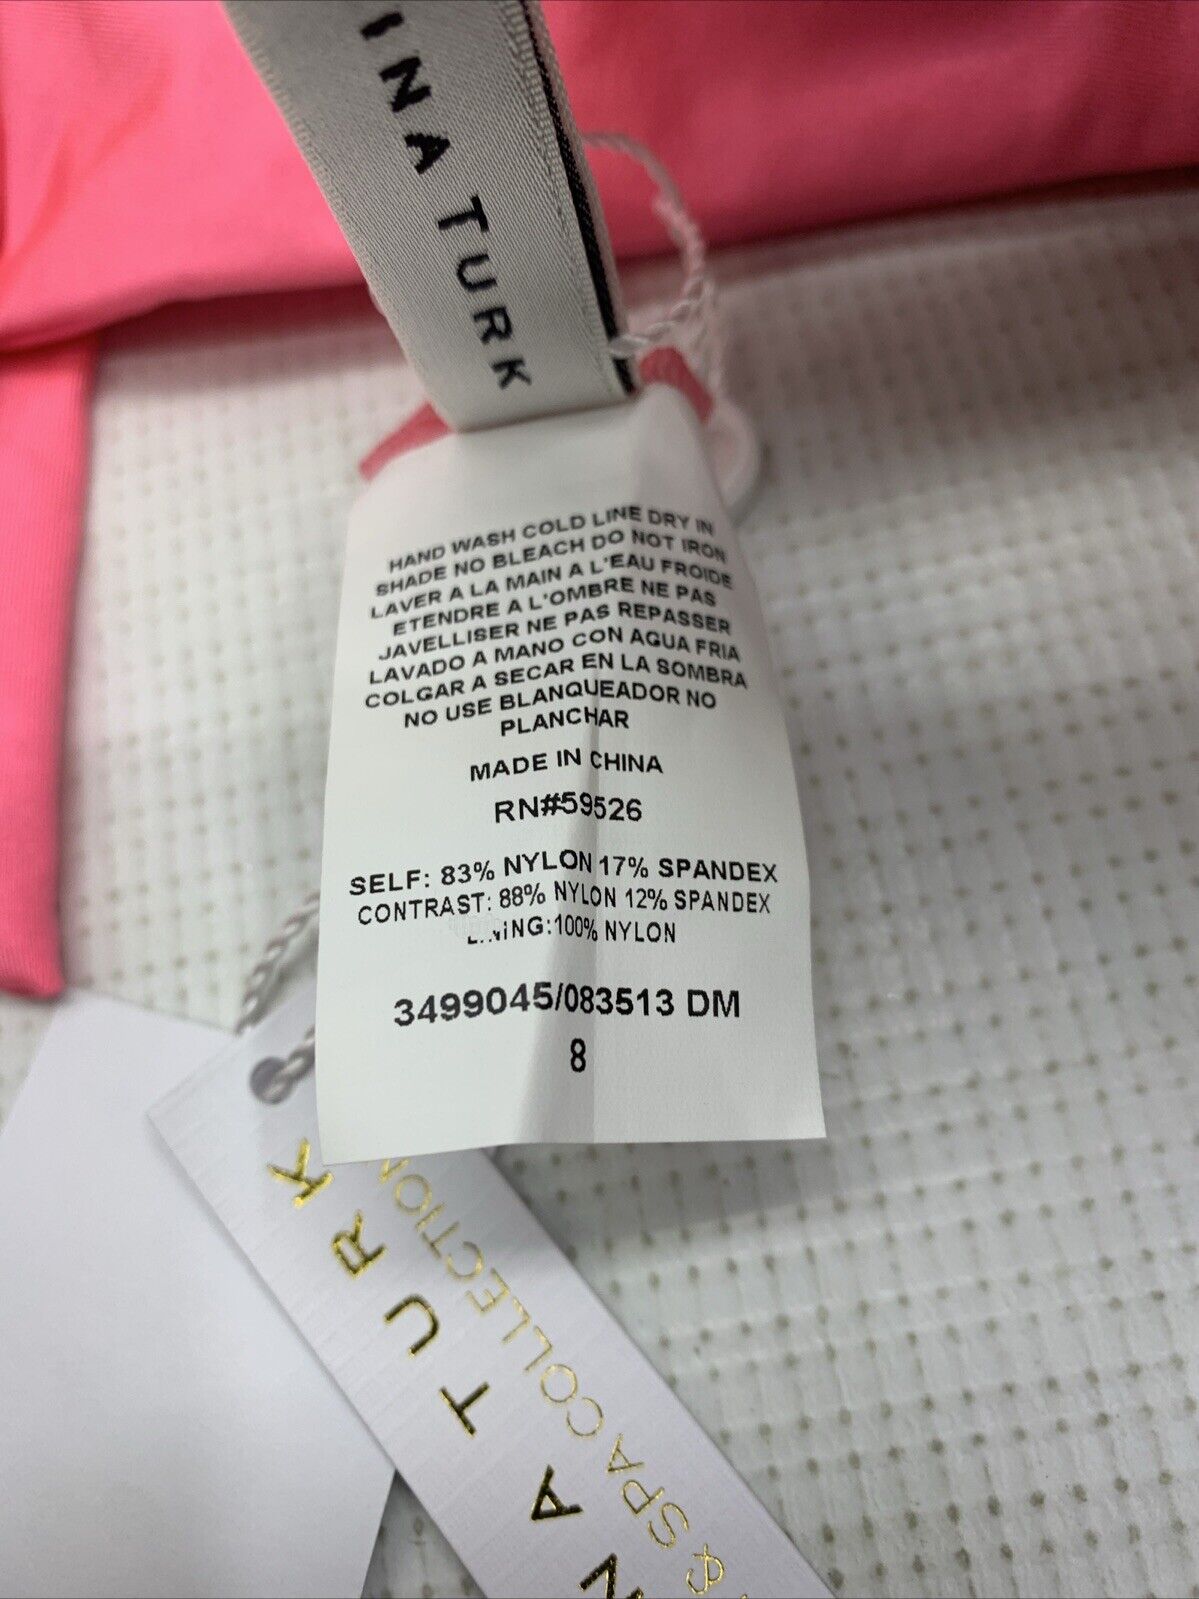 INA TURK
HAND WASH COLD LINE DRY IN
SHADE NO BLEACH DO NOT IRON
LAVER A LA MAIN A L'EAU FROIDE
ETENDRE A L'OMBRE NE PAS
JAVELLISER NE PAS REPASSER
LAVADO A MANO CON AGUA FRIA
COLGAR A SECAR EN LA SOMBRA
NO USE BLANQUEADOR NO
PLANCHAR
MADE IN CHINA
RN#59526
SELF: 83% NYLON 17% SPANDEX
CONTRAST: 88% NYLON 12% SPANDEX
LINING:100% NYLON
3499045/083513 DM
8
NA TURK
& SPA COLLECTION